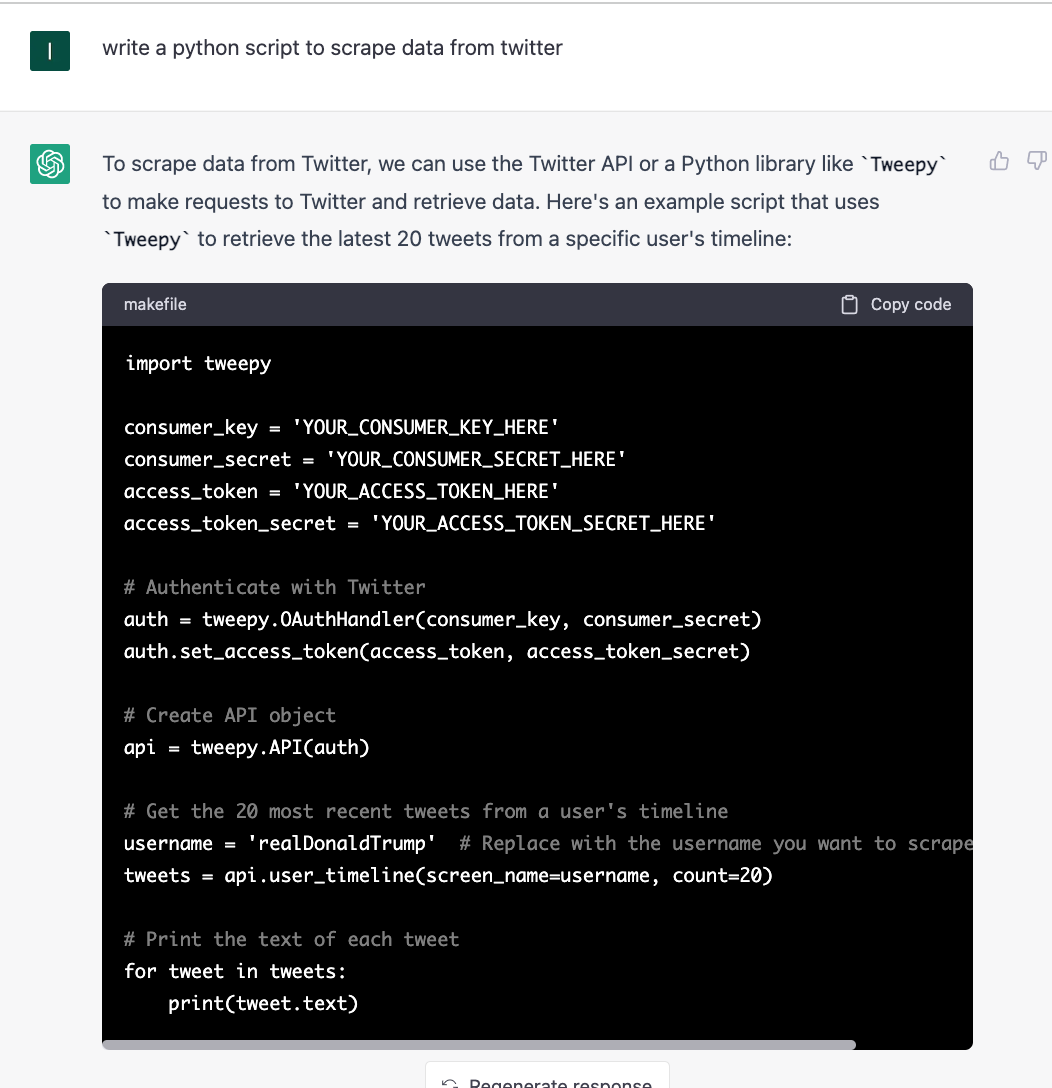 I
write a python script to scrape data from twitter
To scrape data from Twitter, we can use the Twitter API or a Python library like `Tweepy`
to make requests to Twitter and retrieve data. Here's an example script that uses
`Tweepy` to retrieve the latest 20 tweets from a specific user's timeline:
makefile Copy code
import tweepy
consumer_key = 'YOUR_CONSUMER_KEY_HERE'
consumer_secret = 'YOUR_CONSUMER_SECRET_HERE'
access_token = 'YOUR_ACCESS_TOKEN_HERE'
access_token_secret = 'YOUR_ACCESS_TOKEN_SECRET_HERE'
# Authenticate with Twitter
auth = tweepy.OAuthHandler(consumer_key, consumer_secret)
auth.set_access_token(access_token, access_token_secret)
# Create API object
api = tweepy.API(auth)
# Get the 20 most recent tweets from a user's timeline
username = 'realDonaldTrump'  # Replace with the username you want to scrape
tweets = api.user_timeline(screen_name=username, count=20)
# Print the text of each tweet
for tweet in tweets:
    print(tweet.text)
Regenerate response